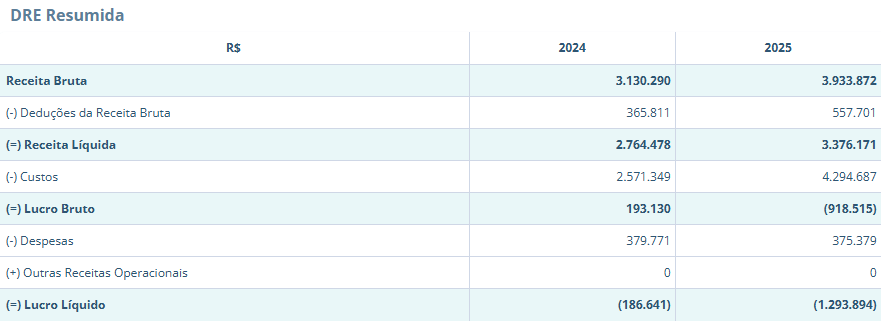 DRE Resumida
R$ 2024 2025
Receita Bruta 3.130.290 3.933.872
(-) Deduções da Receita Bruta 365.811 557.701
(=) Receita Líquida 2.764.478 3.376.171
(-) Custos 2.571.349 4.294.687
(=) Lucro Bruto 193.130 (918.515)
(-) Despesas 379.771 375.379
(+) Outras Receitas Operacionais 0 0
(=) Lucro Líquido (186.641) (1.293.894)